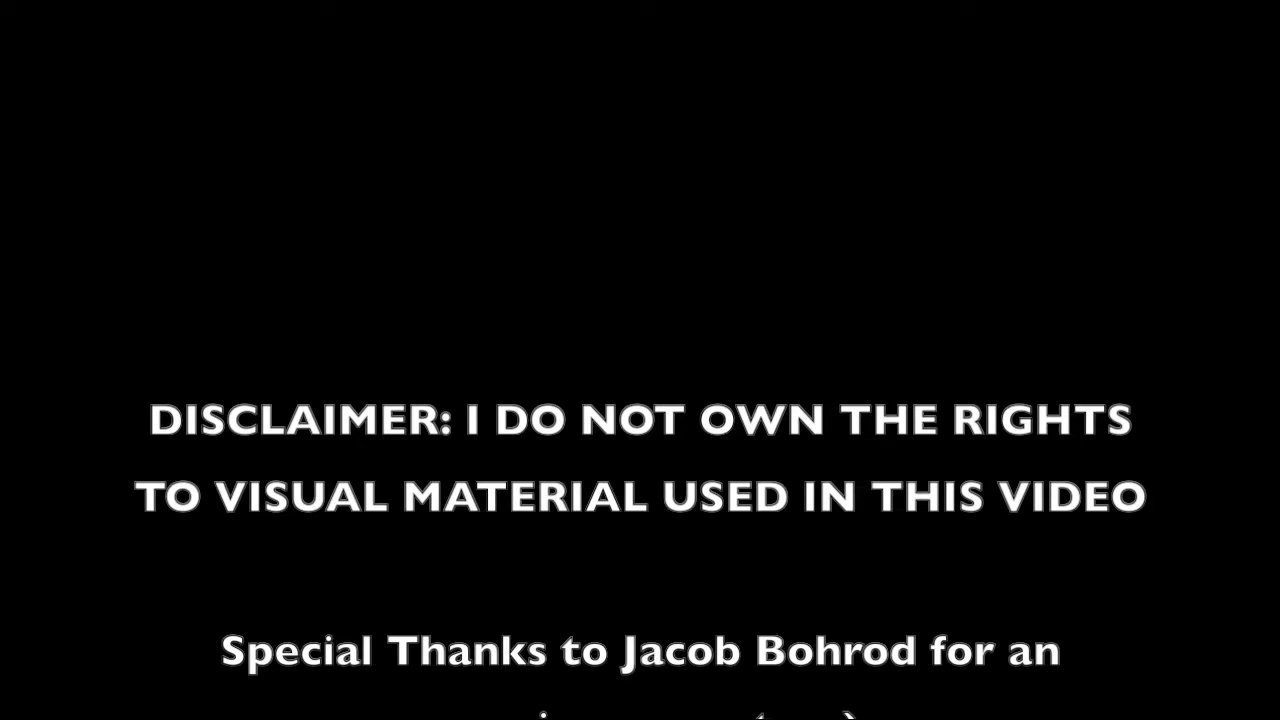 DISCLAIMER: I DO NOT OWN THE RIGHTS
TO VISUAL MATERIAL USED IN THIS VIDEO
Special Thanks to Jacob Bohrod for an